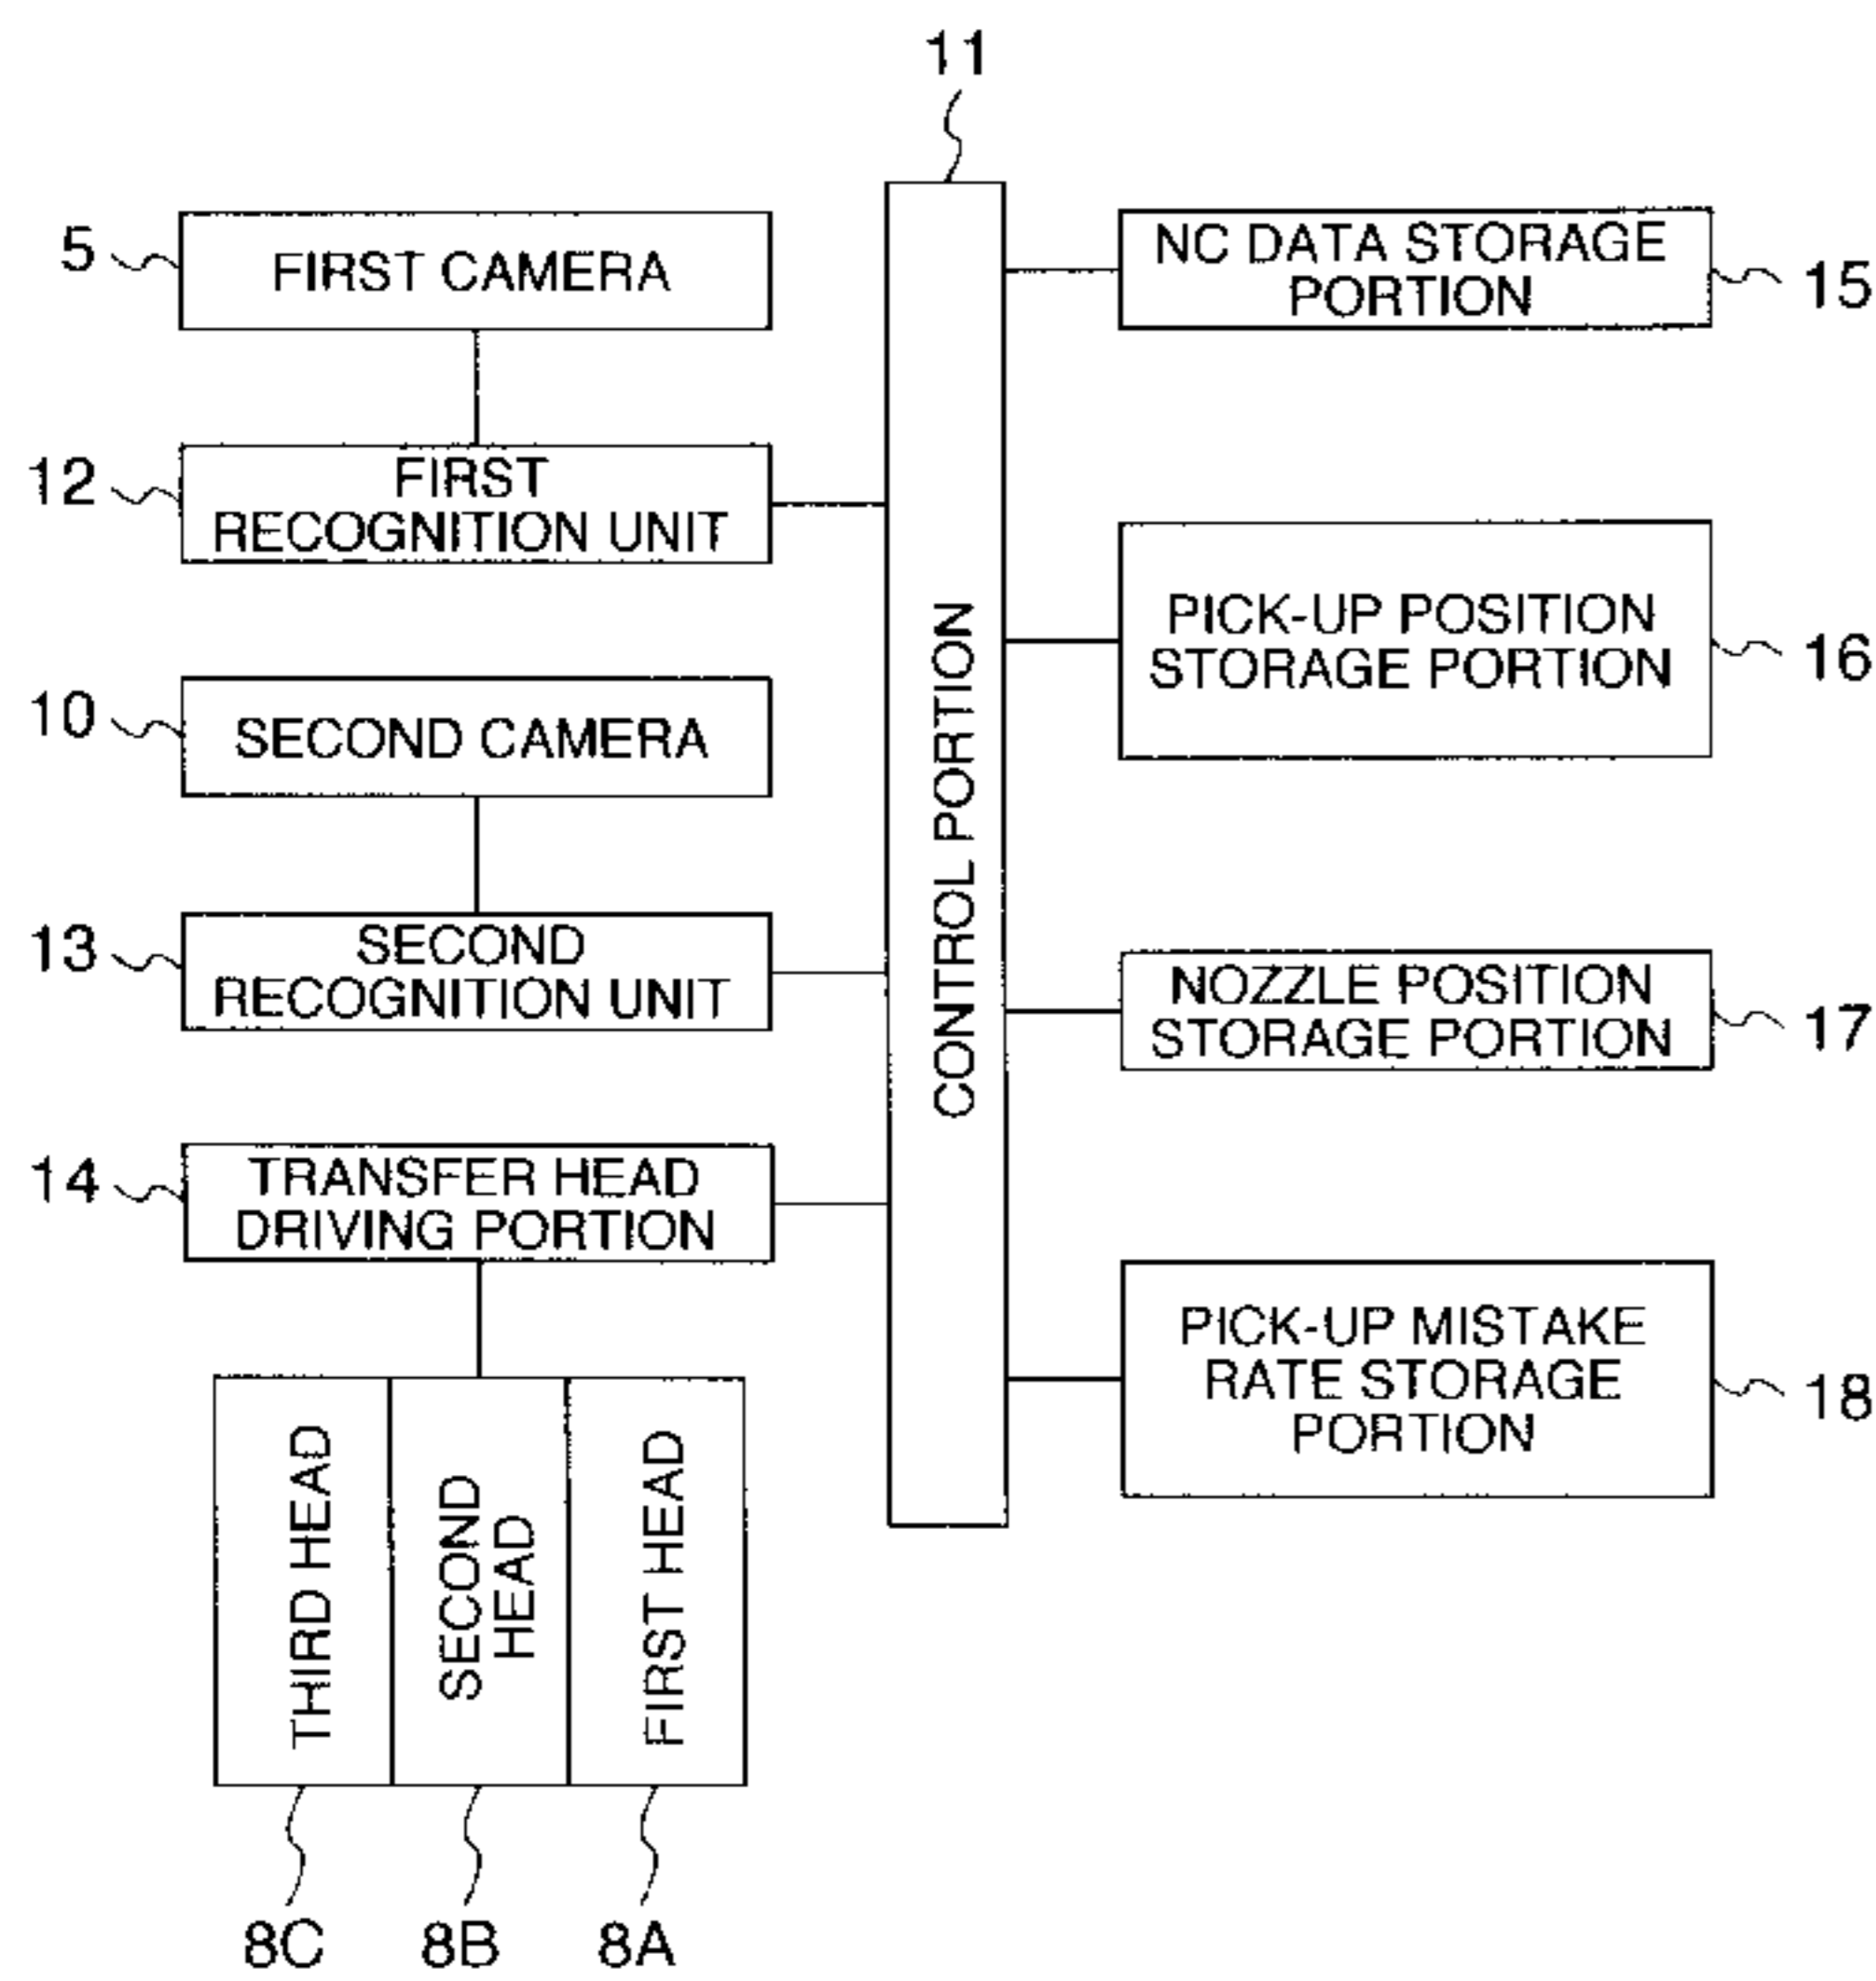 11
5
FIRST CAMERA
12
FIRST
RECOGNITION UNIT
10
SECOND CAMERA
13
SECOND
RECOGNITION UNIT
14
TRANSFER HEAD
DRIVING PORTION
THIRD HEAD
SECOND
HEAD
FIRST HEAD
8C
8B
8A
CONTROL PORTION
NC DATA STORAGE
PORTION
15
PICK-UP POSITION
STORAGE PORTION
16
NOZZLE POSITION
STORAGE PORTION
17
PICK-UP MISTAKE
RATE STORAGE
PORTION
18